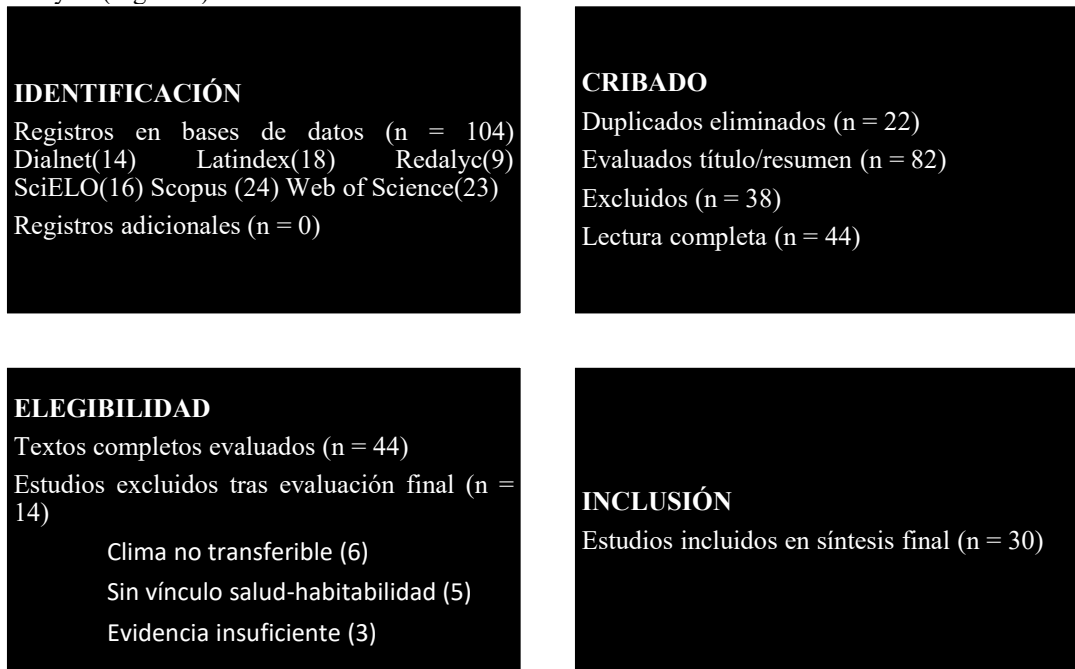 IDENTIFICACIÓN
Registros en bases de datos (n = 104)
Dialnet(14) Latindex(18) Redalyc(9)
SciELO(16) Scopus (24) Web of Science(23)
Registros adicionales (n = 0)
CRIBADO
Duplicados eliminados (n = 22)
Evaluados título/resumen (n = 82)
Excluidos (n = 38)
Lectura completa (n = 44)
ELEGIBILIDAD
Textos completos evaluados (n = 44)
Estudios excluidos tras evaluación final (n =
14)
Clima no transferible (6)
Sin vínculo salud-habitabilidad (5)
Evidencia insuficiente (3)
INCLUSIÓN
Estudios incluidos en síntesis final (n = 30)